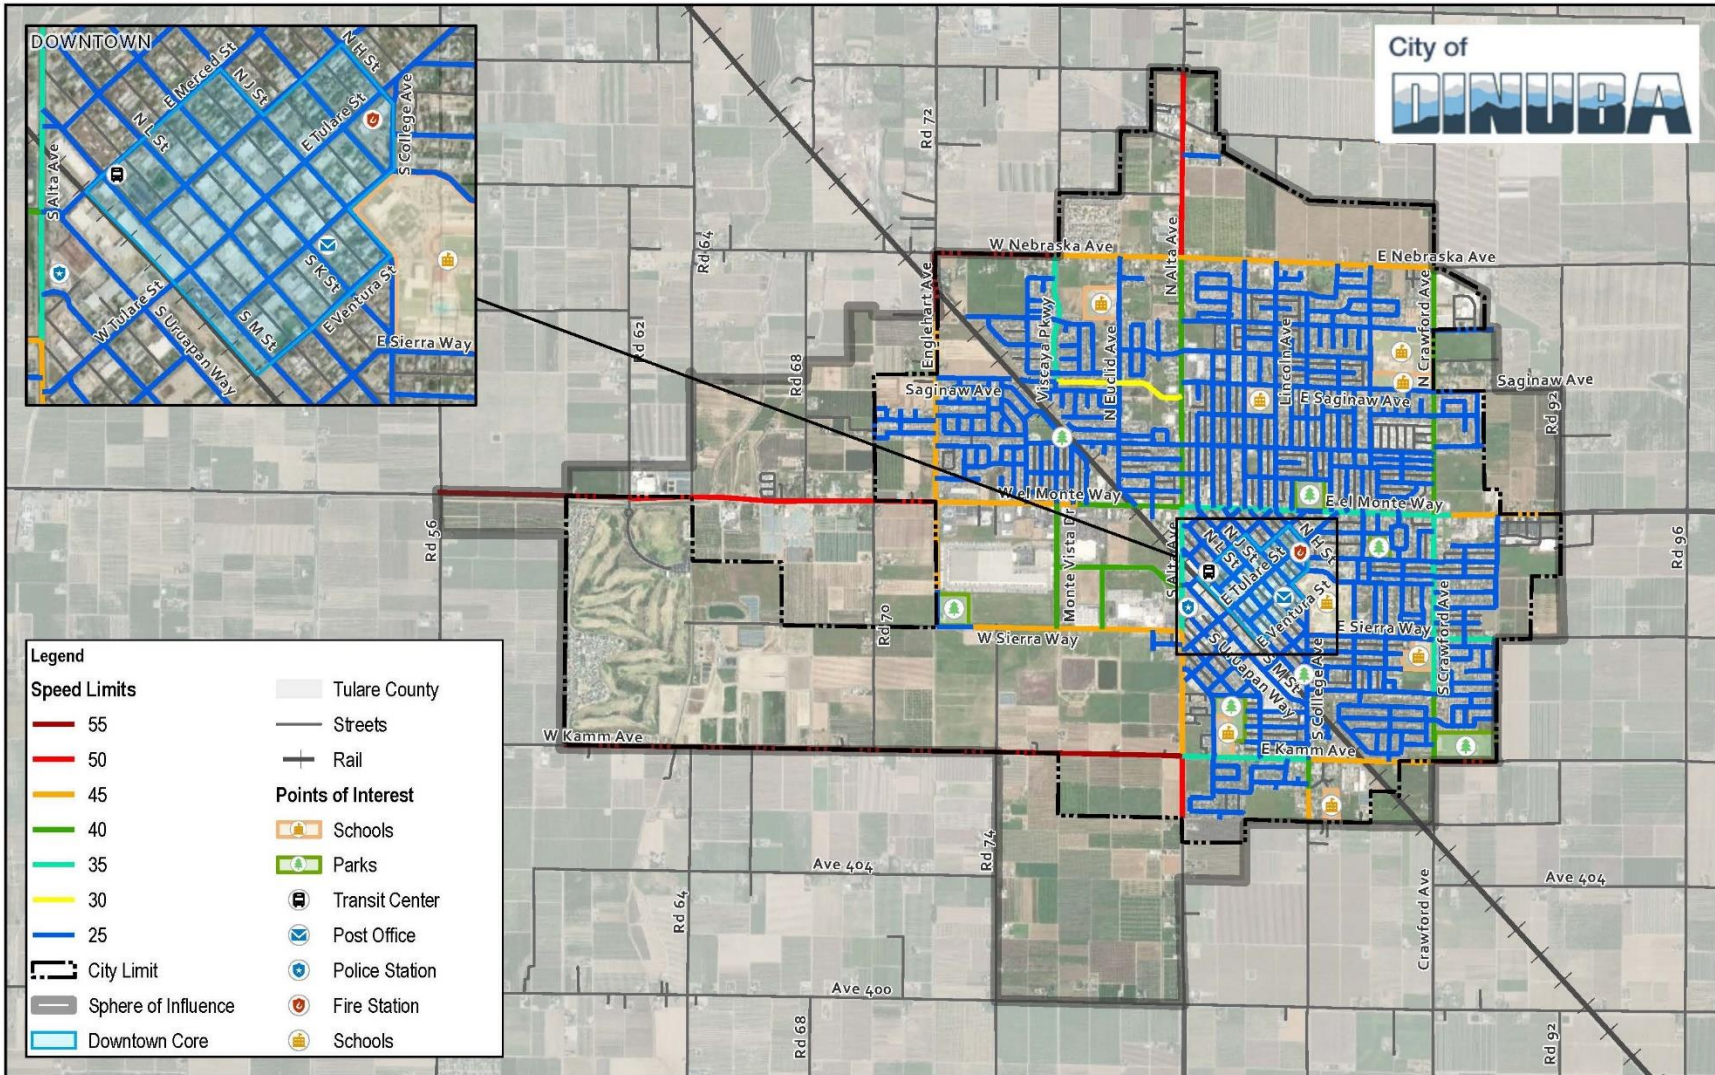 DOWNTOWN
E Merced St
N H St
N J St
S College Ave
E Tulare St
N L St
S Alta Ave
S K St
E Ventura St
W Tulare St
S Uruapan Way
S M St
E Sierra Way
City of
DINUBA
Rd 72
Rd 64
W Nebraska Ave
N Alta Ave
E Nebraska Ave
Englehart Ave
Viscaya Pkwy
N Euclid Ave
Lincoln Ave
N Crawford Ave
Rd 62
Rd 68
Saginaw Ave
E Saginaw Ave
Saginaw Ave
Rd 92
W el Monte Way
E el Monte Way
Rd 56
Monte Vista Dr
S Alta Ave
N L St
N J St
N H St
E Tulare St
Rd 96
Rd 70
W Sierra Way
E Ventura St
E Sierra Way
S Crawford Ave
S Uruapan Way
S M St
S College Ave
W Kamm Ave
E Kamm Ave
Rd 74
Ave 404
Ave 404
Rd 64
Crawford Ave
Ave 400
Rd 68
Rd 92
Legend
Speed Limits
55
50
45
40
35
30
25
City Limit
Sphere of Influence
Downtown Core
Tulare County
Streets
Rail
Points of Interest
Schools
Parks
Transit Center
Post Office
Police Station
Fire Station
Schools